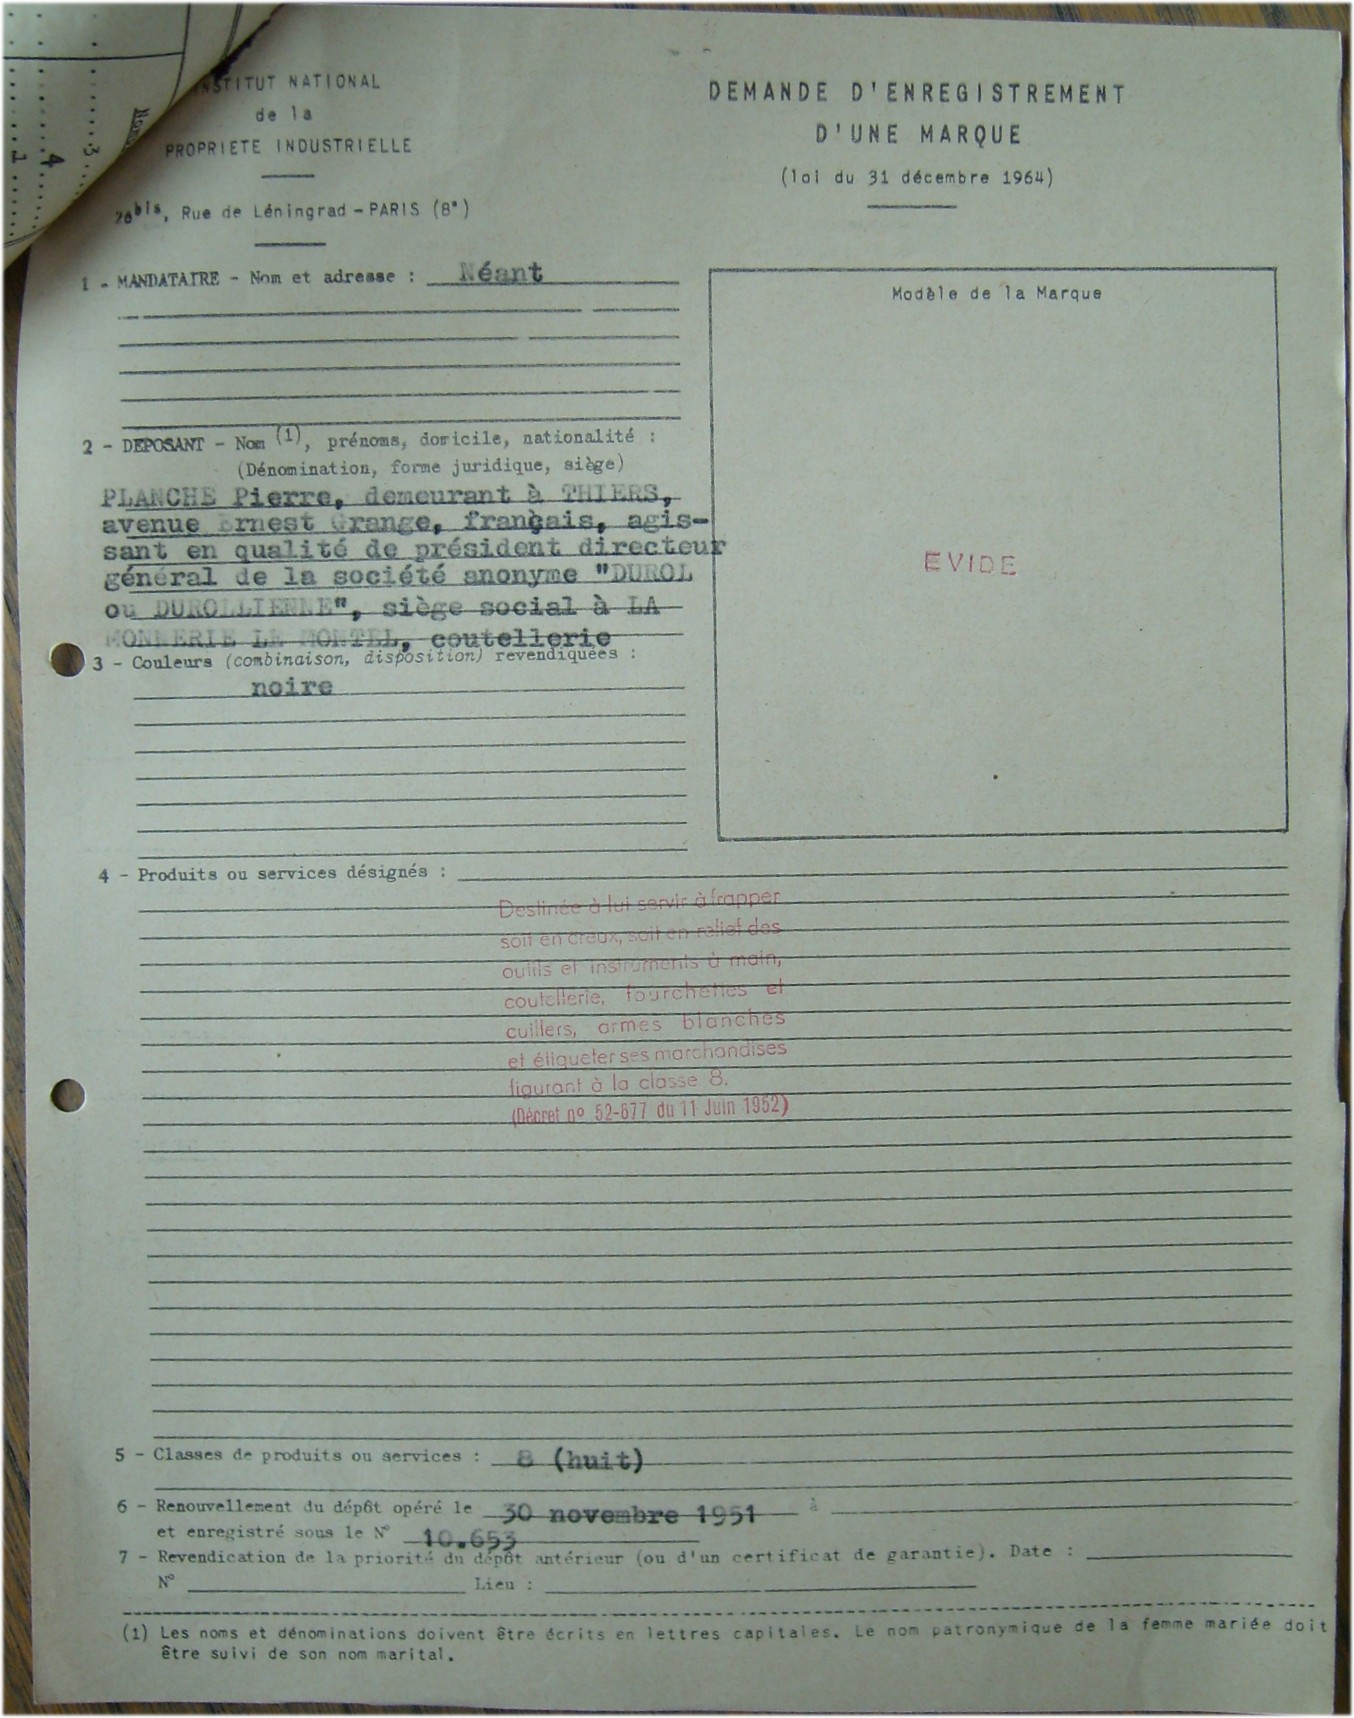 INSTITUT NATIONAL
de la
PROPRIETE INDUSTRIELLE
26bis, Rue de Léningrad - PARIS (8e)
DEMANDE D'ENREGISTREMENT
D'UNE MARQUE
(loi du 31 décembre 1964)
1 - MANDATAIRE - Nom et adresse : Néant
2 - DEPOSANT - Nom (1), prénoms, domicile, nationalité :
(Dénomination, forme juridique, siège)
PLANCHE Pierre, demeurant à THIERS,
avenue Ernest Grange, français, agis-
sant en qualité de président directeur
général de la société anonyme "DUROL
ou DUROLLIENNE", siège social à LA
MONNERIE LE MONTEL, coutellerie
3 - Couleurs (combinaison, disposition) revendiquées :
noire
Modèle de la Marque
EVIDE
4 - Produits ou services désignés :
Destinée à lui servir à frapper
soit en creux, soit en relief des
outils et instruments à main,
coutellerie, fourchettes et
cuillers, armes blanches
et étiqueter ses marchandises
figurant à la classe 8.
(Décret nº 52-677 du 11 Juin 1952)
5 - Classes de produits ou services : 8 (huit)
6 - Renouvellement du dépôt opéré le 30 novembre 1951 à
et enregistré sous le N° 10.653
7 - Revendication de la priorité du dépôt antérieur (ou d'un certificat de garantie). Date :
N° Lieu :
(1) Les noms et dénominations doivent être écrits en lettres capitales. Le nom patronymique de la femme mariée doit
être suivi de son nom marital.